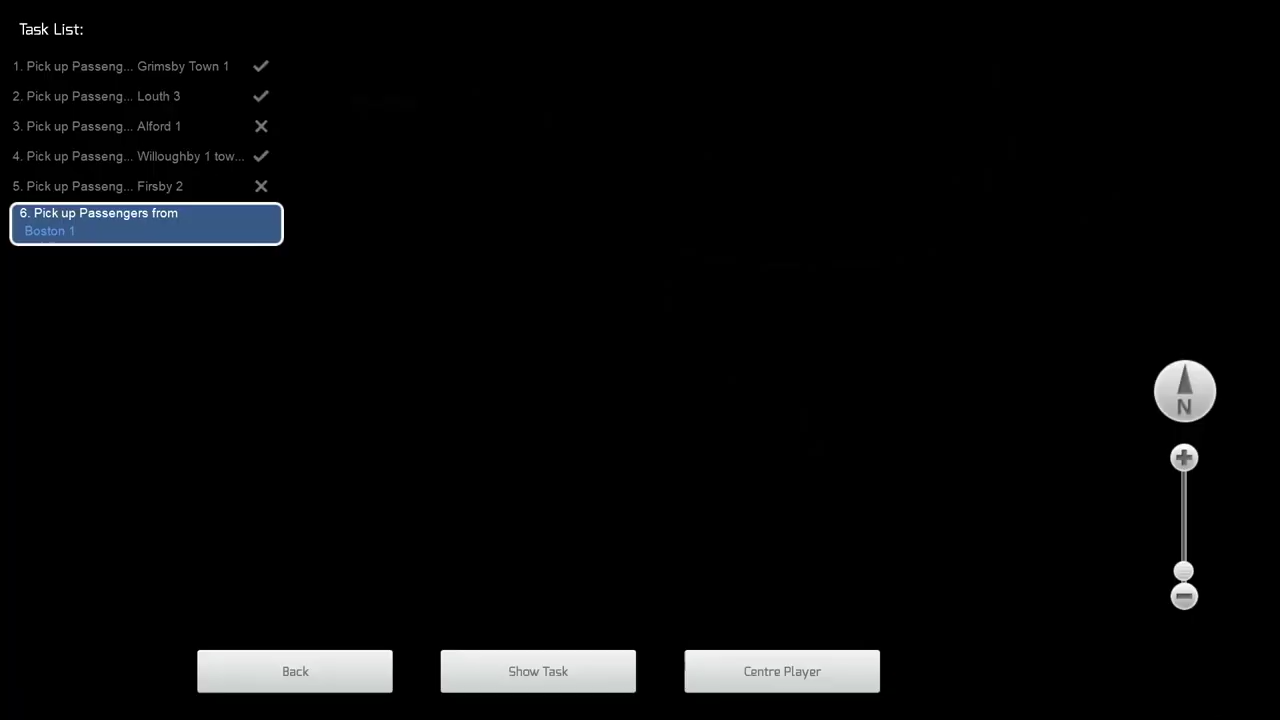 Task List:
1. Pick up Passeng... Grimsby Town 1
2. Pick up Passeng... Louth 3
3. Pick up Passeng... Alford 1
4. Pick up Passeng... Willoughby 1 tow...
5. Pick up Passeng... Firsby 2
6. Pick up Passengers from
Boston 1
N
Back
Show Task
Centre Player